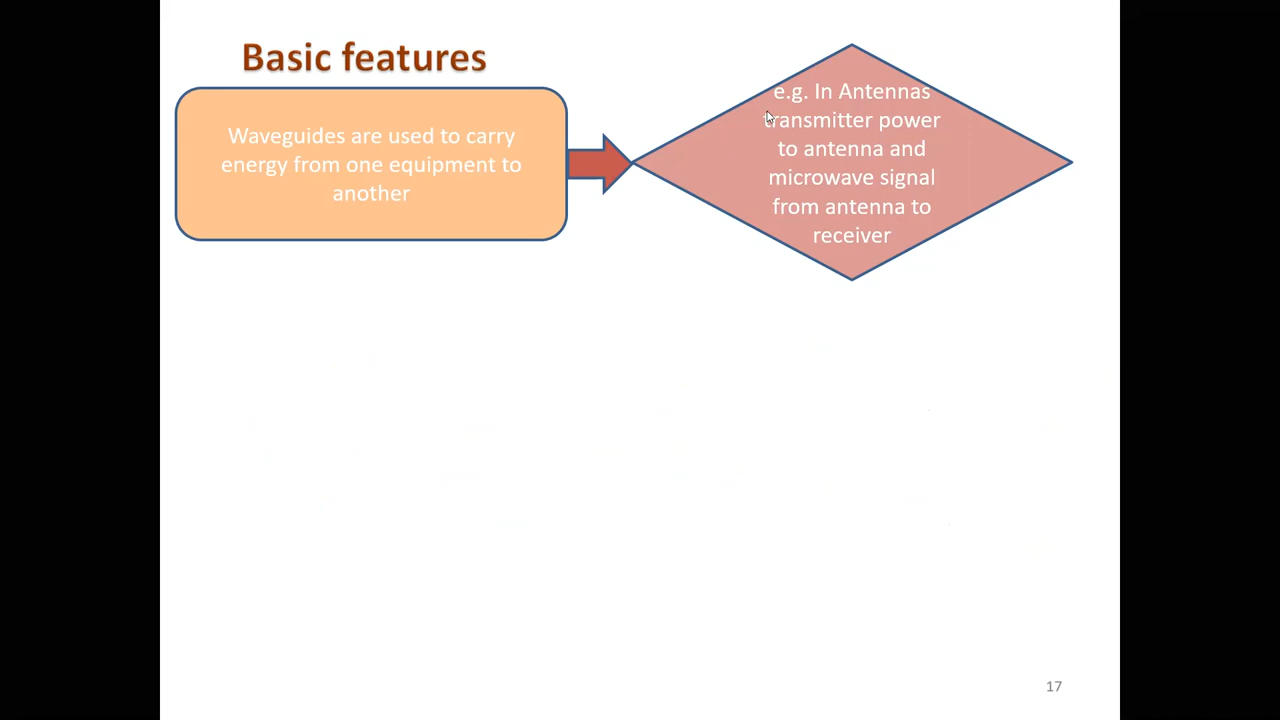 Basic features
Waveguides are used to carry
energy from one equipment to
another
e.g. In Antennas
transmitter power
to antenna and
microwave signal
from antenna to
receiver
17